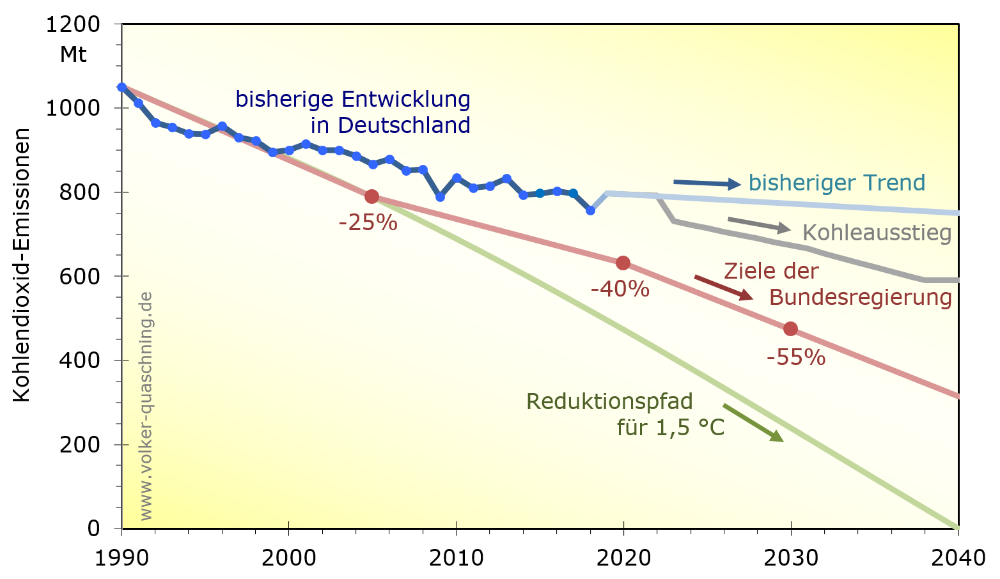 1200
Mt
1000
800
600
400
200
0
Kohlendioxid-Emissionen
www.volker-quaschning.de
bisherige Entwicklung
in Deutschland
bisheriger Trend
Kohleausstieg
Ziele der
Bundesregierung
-25%
-40%
-55%
Reduktionspfad
für 1,5 °C
1990 2000 2010 2020 2030 2040